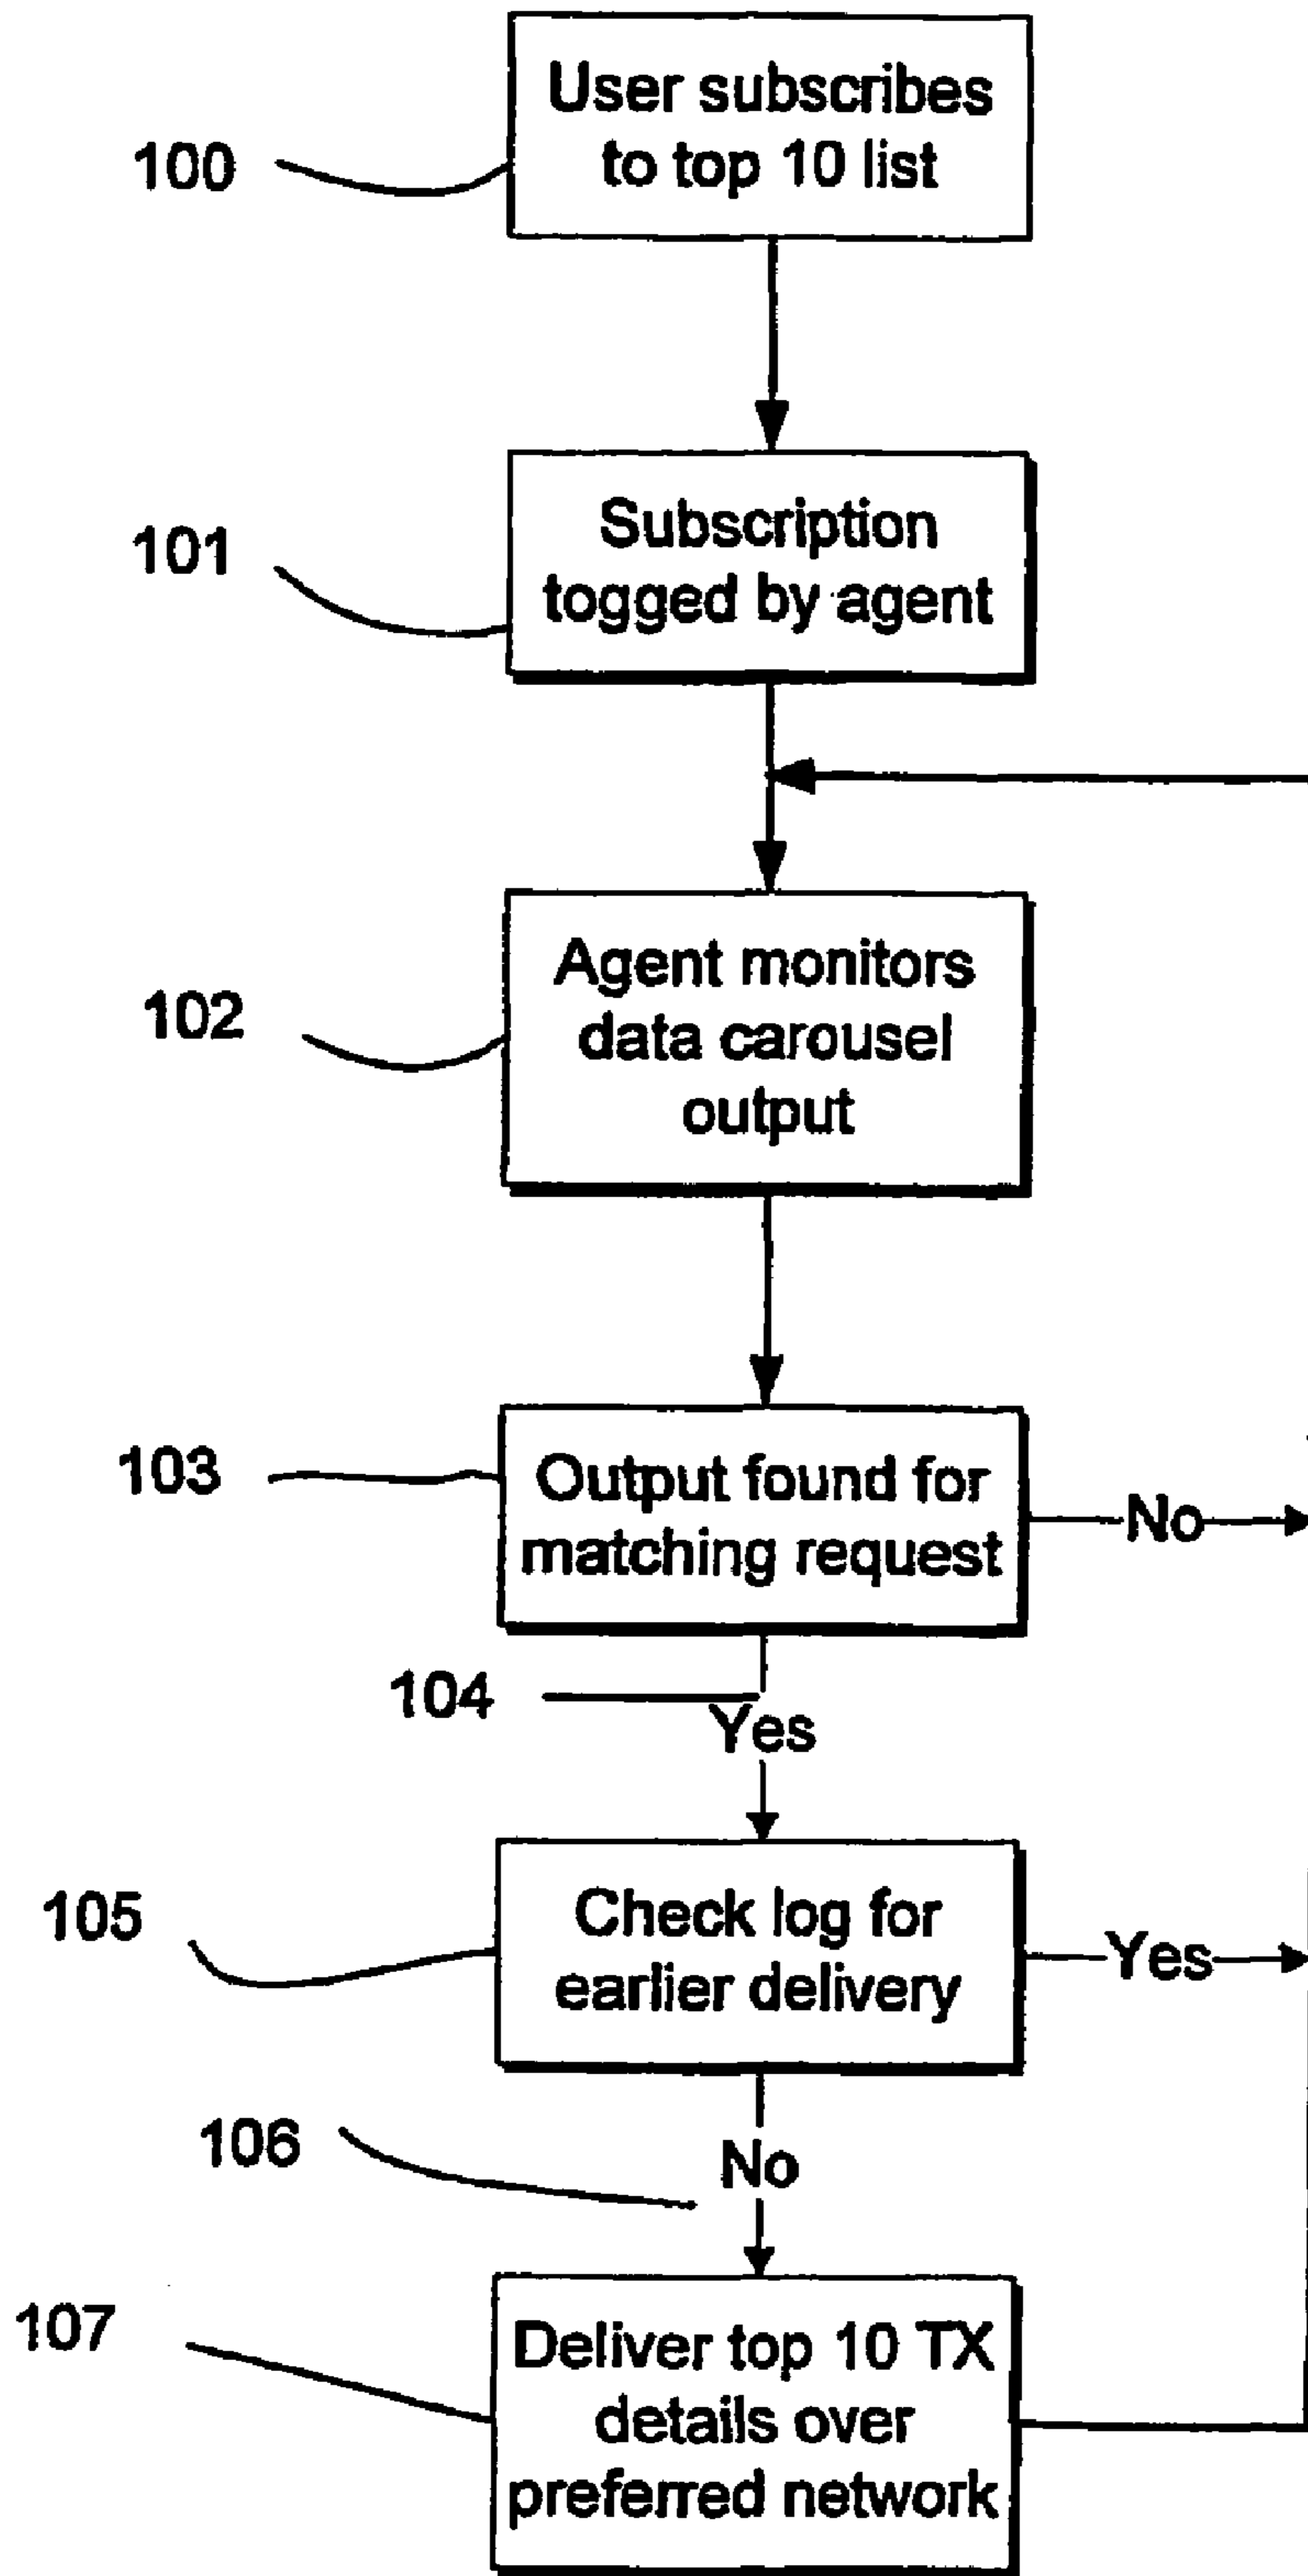 User subscribes
to top 10 list
100
Subscription
togged by agent
101
Agent monitors
data carousel
output
102
Output found for
matching request
103
No
104
Yes
Check log for
earlier delivery
105
Yes
106
No
Deliver top 10 TX
details over
preferred network
107